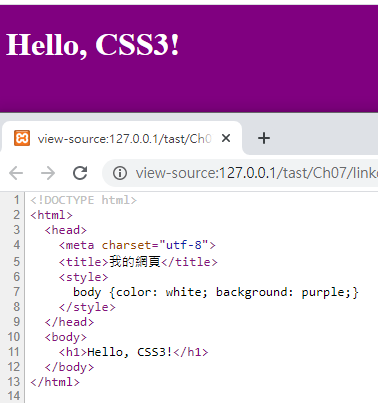 Hello, CSS3!
view-source:127.0.0.1/tast/Ch0
view-source:127.0.0.1/tast/Ch07/link
1 <!DOCTYPE html>
2 <html>
3 <head>
4 <meta charset="utf-8">
5 <title>我的網頁</title>
6 <style>
7 body {color: white; background: purple;}
8 </style>
9 </head>
10 <body>
11 <h1>Hello, CSS3!</h1>
12 </body>
13 </html>
14